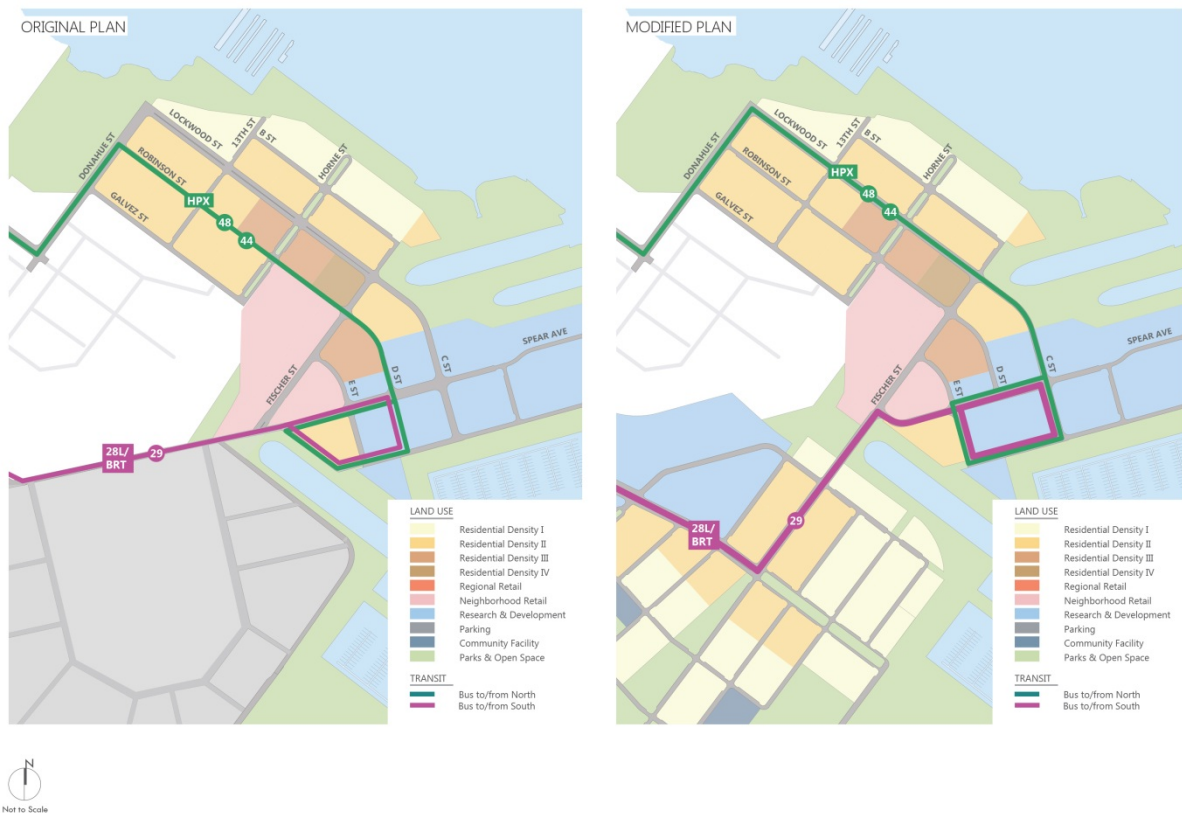 ORIGINAL PLAN
LOCKWOOD ST
13TH ST
B ST
HORNE ST
DONAHUE ST
ROBINSON ST
GALVEZ ST
HPX
48
44
FISCHER ST
E ST
D ST
C ST
SPEAR AVE
28L/
BRT
29
LAND USE
Residential Density I
Residential Density II
Residential Density III
Residential Density IV
Regional Retail
Neighborhood Retail
Research & Development
Parking
Community Facility
Parks & Open Space
TRANSIT
Bus to/from North
Bus to/from South
MODIFIED PLAN
LOCKWOOD ST
13TH ST
B ST
HORNE ST
DONAHUE ST
ROBINSON ST
GALVEZ ST
HPX
48
44
FISCHER ST
E ST
D ST
C ST
SPEAR AVE
28L/
BRT
29
LAND USE
Residential Density I
Residential Density II
Residential Density III
Residential Density IV
Regional Retail
Neighborhood Retail
Research & Development
Parking
Community Facility
Parks & Open Space
TRANSIT
Bus to/from North
Bus to/from South
N
Not to Scale